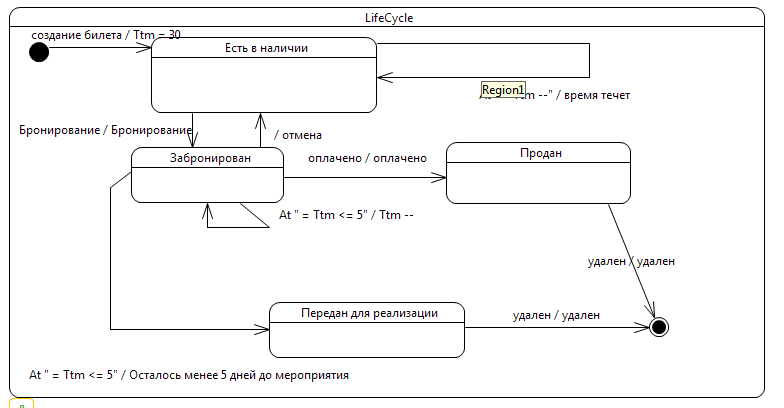 LifeCycle
создание билета / Ttm = 30
Есть в наличии
Region1
--" / время течет
Бронирование / Бронирование
/ отмена
Забронирован
оплачено / оплачено
Продан
At " = Ttm <= 5" / Ttm --
удален / удален
Передан для реализации
удален / удален
At " = Ttm <= 5" / Осталось менее 5 дней до мероприятия